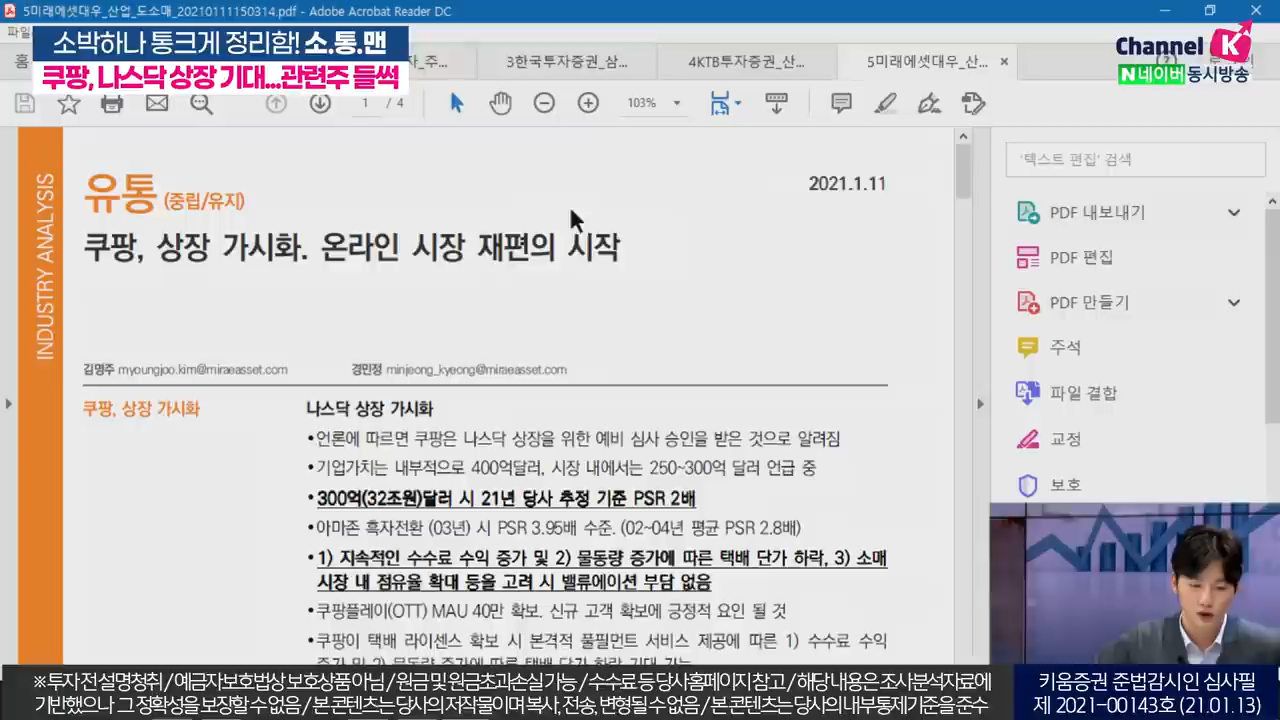 5미래에셋대우_산업_도소매_20210111150314.pdf - Adobe Acrobat Reader DC
소박하나 통크게 정리함! 소.통.맨
쿠팡, 나스닥 상장 기대...관련주 들썩
Channel K
N네이버 동시방송
3한국투자증권_삼...
4KTB투자증권_산...
5미래에셋대우_산... ×
1 / 4
103%
INDUSTRY ANALYSIS
유통 (중립/유지)
2021.1.11
쿠팡, 상장 가시화. 온라인 시장 재편의 시작
김명주 myoungjoo.kim@miraeasset.com
경민정 minjeong_kyeong@miraeasset.com
쿠팡, 상장 가시화
나스닥 상장 가시화
•언론에 따르면 쿠팡은 나스닥 상장을 위한 예비 심사 승인을 받은 것으로 알려짐
•기업가치는 내부적으로 400억달러, 시장 내에서는 250~300억 달러 언급 중
•300억(32조원)달러 시 21년 당사 추정 기준 PSR 2배
•아마존 흑자전환 (03년) 시 PSR 3.95배 수준. (02~04년 평균 PSR 2.8배)
•1) 지속적인 수수료 수익 증가 및 2) 물동량 증가에 따른 택배 단가 하락, 3) 소매
시장 내 점유율 확대 등을 고려 시 밸류에이션 부담 없음
•쿠팡플레이(OTT) MAU 40만 확보. 신규 고객 확보에 긍정적 요인 될 것
•쿠팡이 택배 라이센스 확보 시 본격적 풀필먼트 서비스 제공에 따른 1) 수수료 수익
'텍스트 편집' 검색
PDF 내보내기
PDF 편집
PDF 만들기
주석
파일 결합
교정
보호
※ 투자 전 설명청취 / 예금자보호법상 보호상품 아님 / 원금 및 원금초과손실 가능 / 수수료 등 당사 홈페이지 참고 / 해당 내용은 조사분석자료에
기반했으나 그 정확성을 보장할 수 없음 / 본 콘텐츠는 당사의 저작물이며 복사, 전송, 변형될 수 없음 / 본 콘텐츠는 당사의 내부통제기준을 준수
키움증권 준법감시인 심사필
제 2021-00143호 (21.01.13)